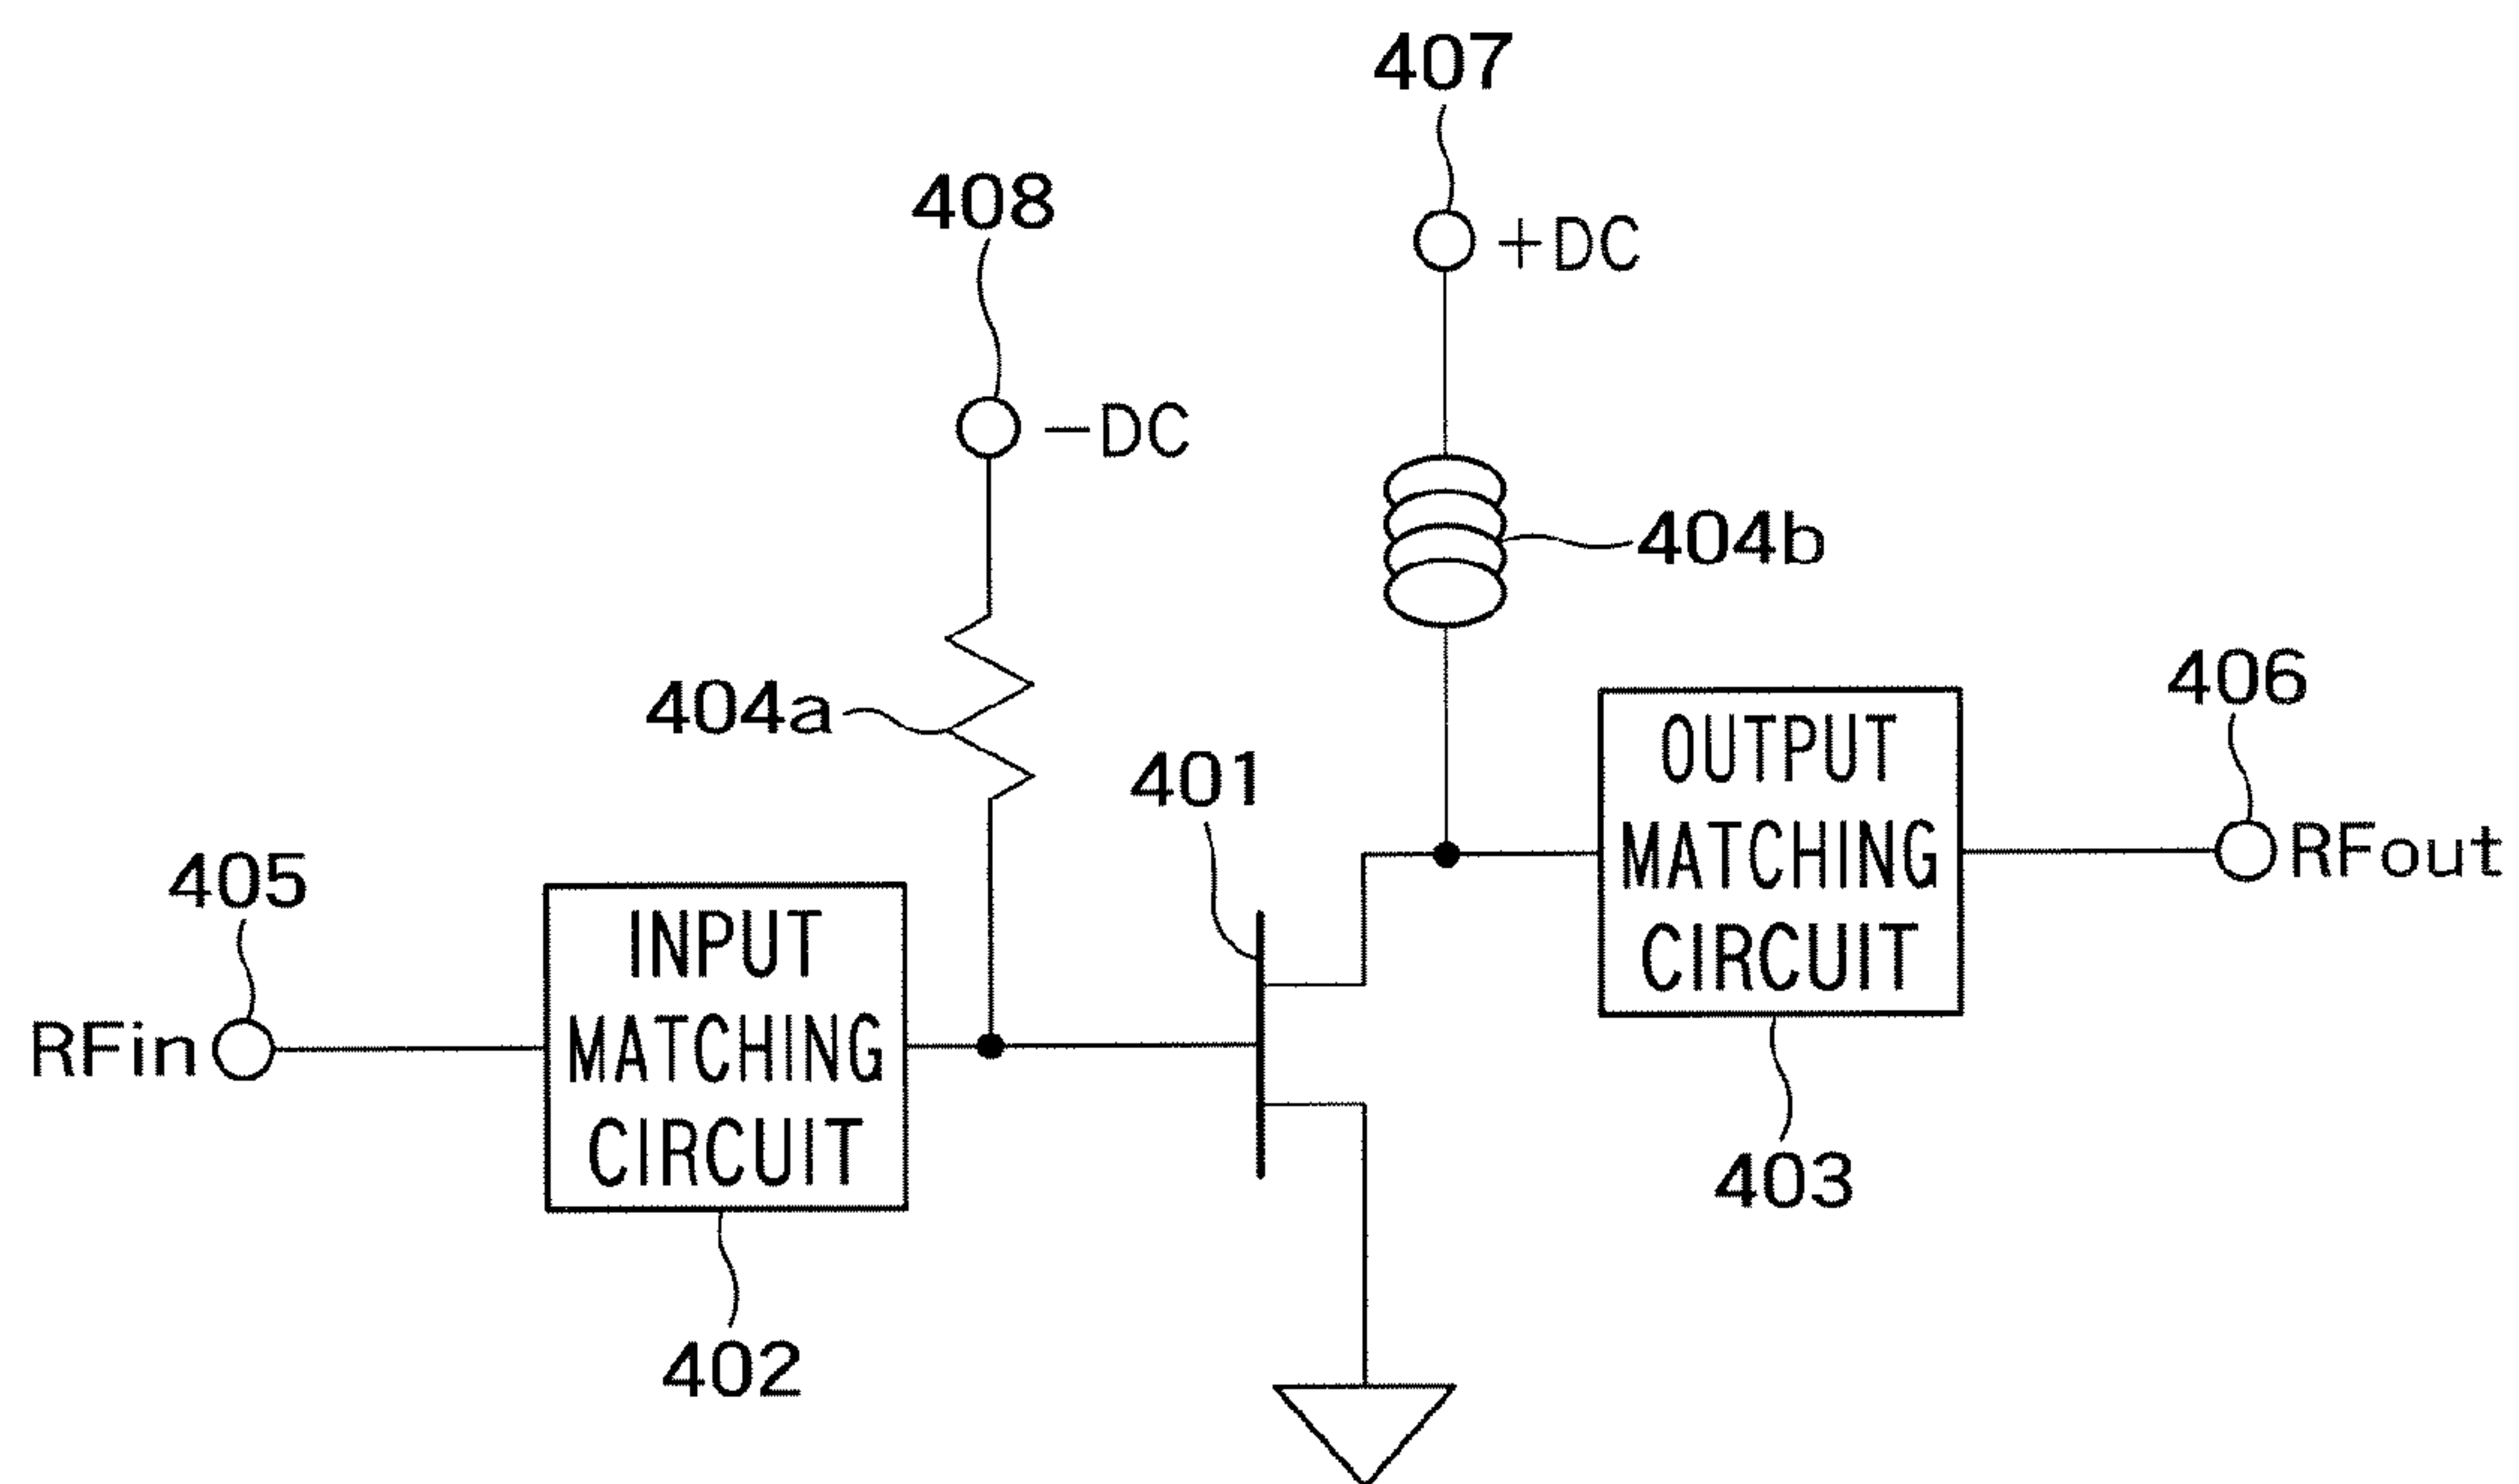 407
408
+DC
−DC
404b
404a
406
401
OUTPUT
MATCHING
CIRCUIT
RFout
405
INPUT
MATCHING
CIRCUIT
RFin
403
402